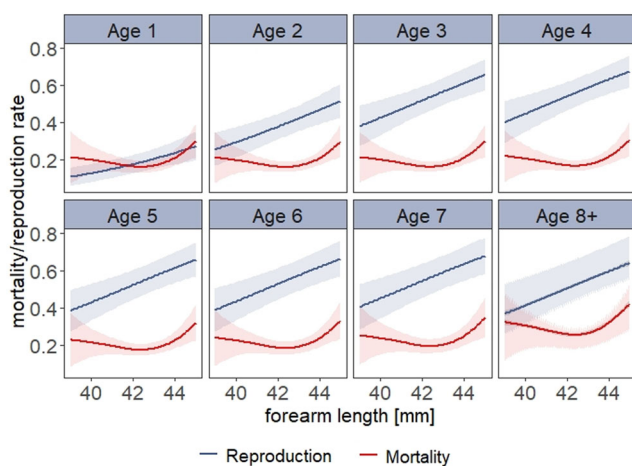 mortality/reproduction rate
Age 1 Age 2 Age 3 Age 4
0.8
0.6
0.4
0.2
Age 5 Age 6 Age 7 Age 8+
0.8
0.6
0.4
0.2
40 42 44 40 42 44 40 42 44 40 42 44
forearm length [mm]
Reproduction Mortality